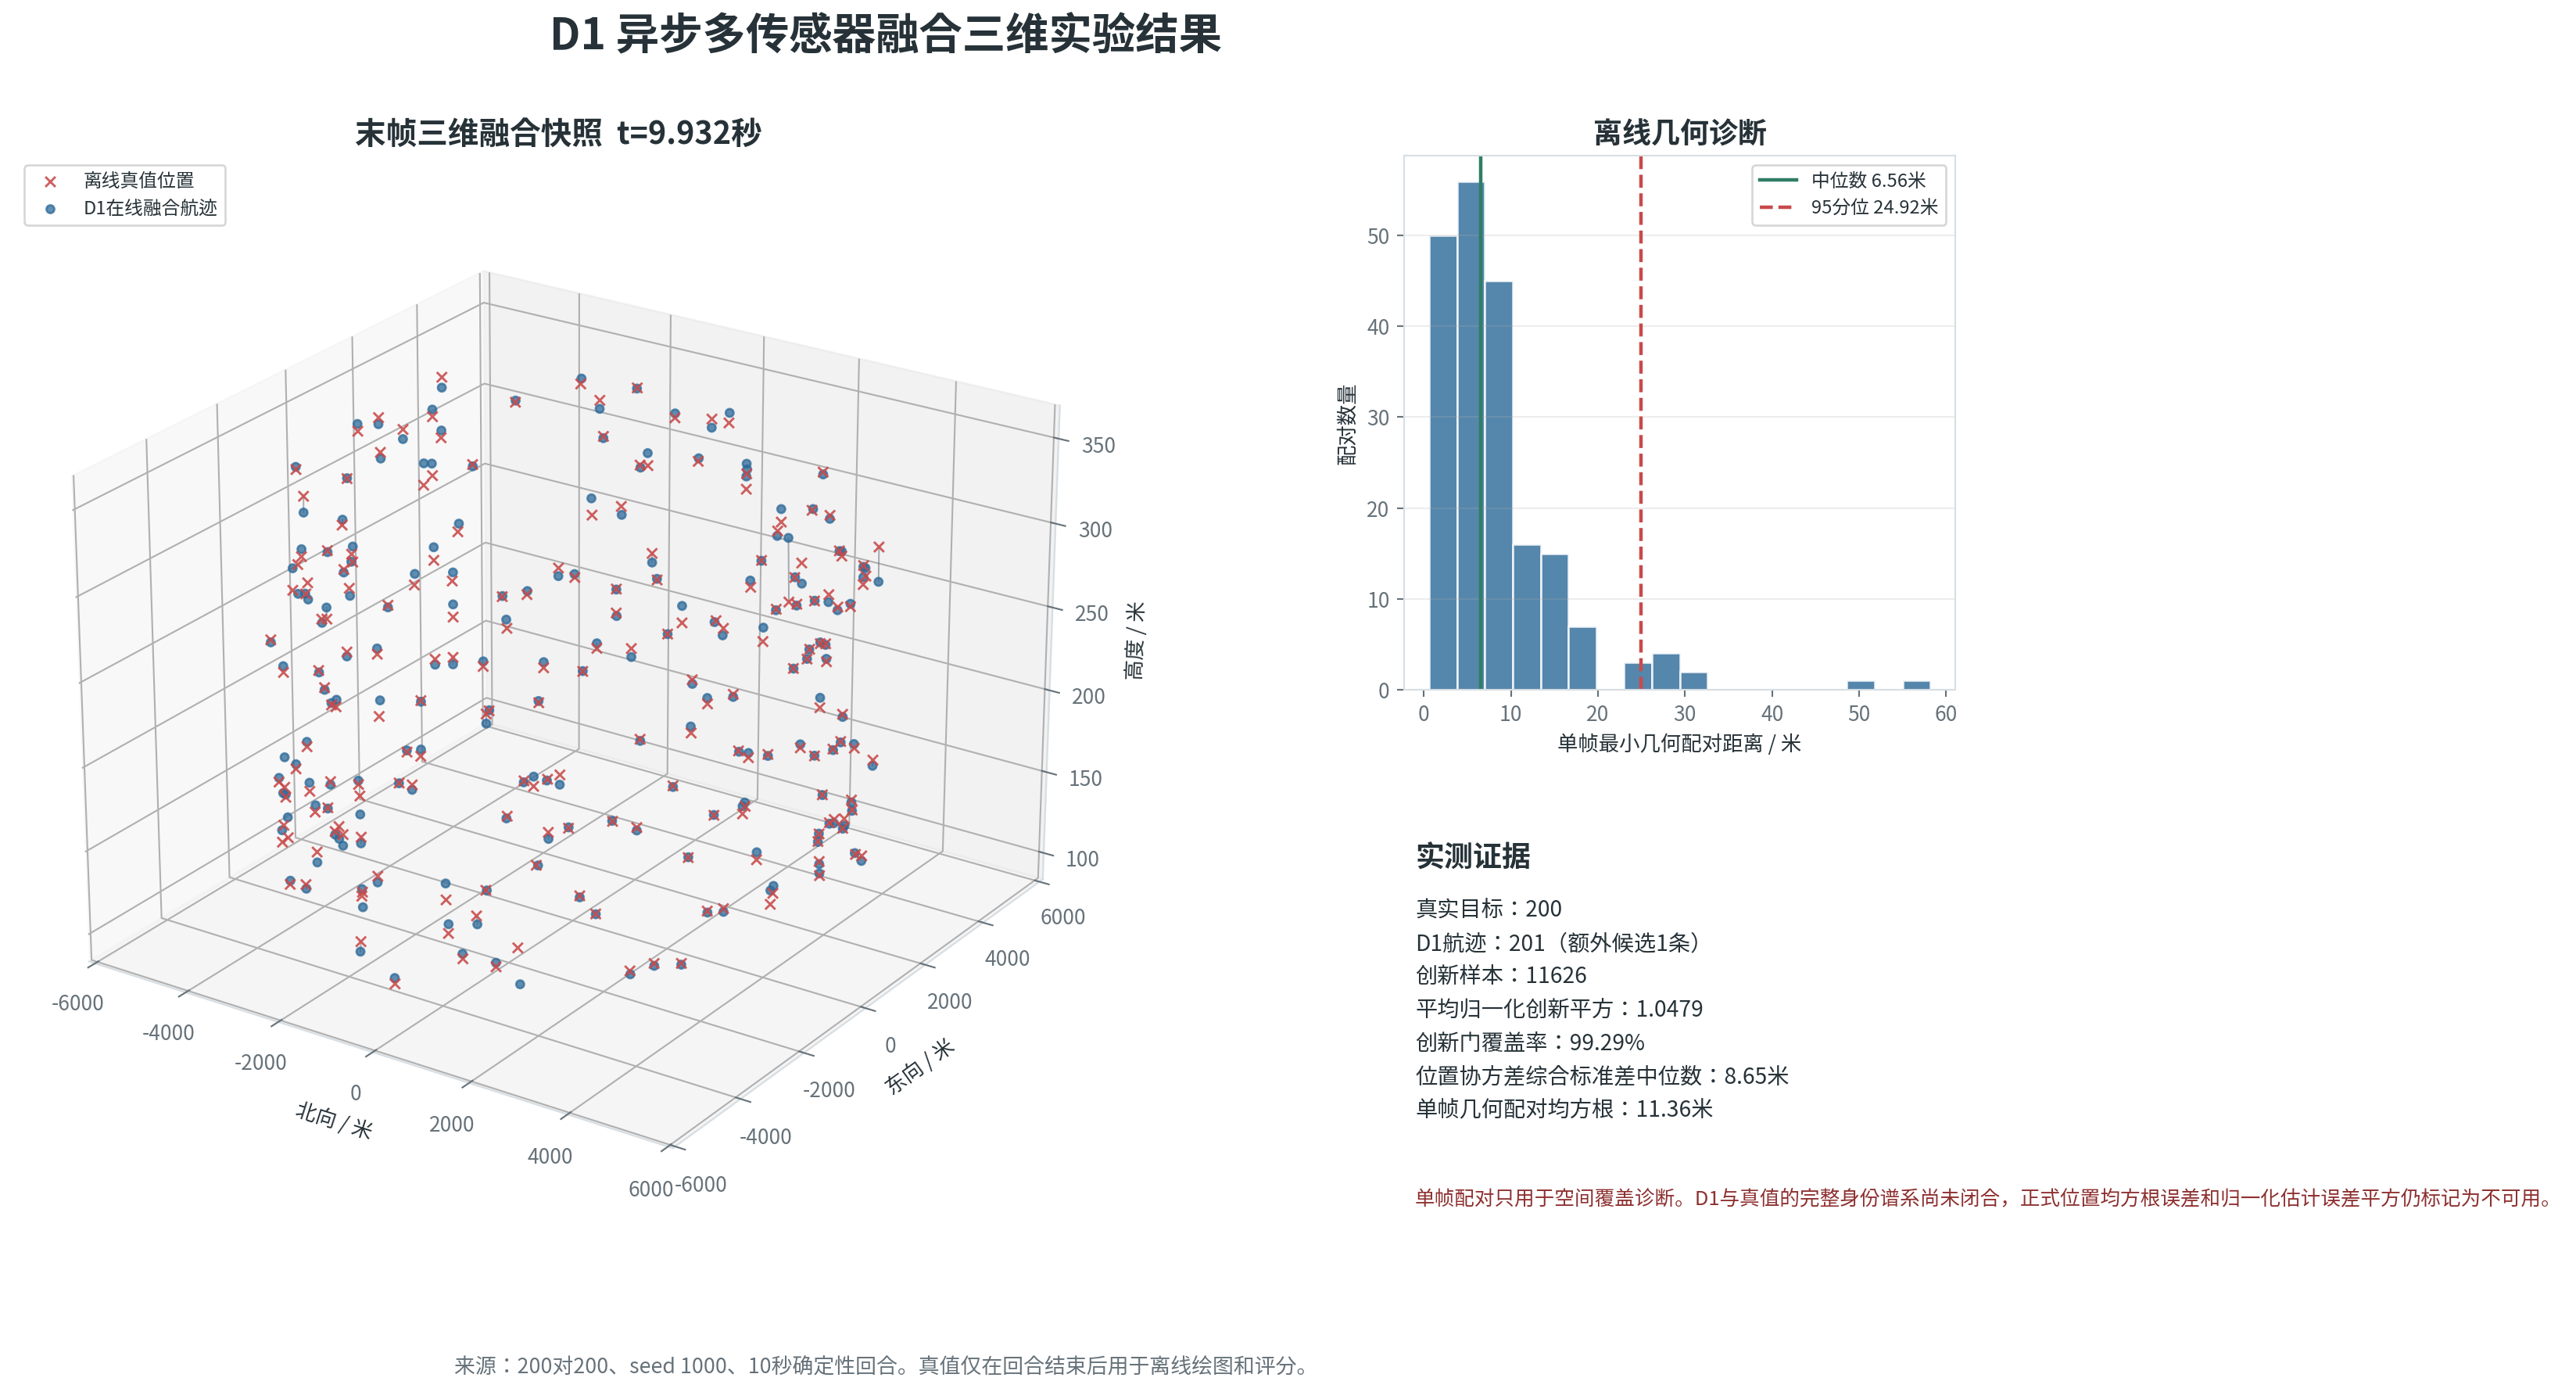 D1 异步多传感器融合三维实验结果
末帧三维融合快照 t=9.932秒
离线真值位置
D1在线融合航迹
350
300
250
200
150
100
高度 / 米
6000
4000
2000
0
-2000
-4000
-6000
东向 / 米
-6000
-4000
-2000
0
2000
4000
6000
北向 / 米
离线几何诊断
中位数 6.56米
95分位 24.92米
50
40
30
20
10
0
配对数量
0 10 20 30 40 50 60
单帧最小几何配对距离 / 米
实测证据
真实目标：200
D1航迹：201（额外候选1条）
创新样本：11626
平均归一化创新平方：1.0479
创新门覆盖率：99.29%
位置协方差综合标准差中位数：8.65米
单帧几何配对均方根：11.36米
单帧配对只用于空间覆盖诊断。D1与真值的完整身份谱系尚未闭合，正式位置均方根误差和归一化估计误差平方仍标记为不可用。
来源：200对200、seed 1000、10秒确定性回合。真值仅在回合结束后用于离线绘图和评分。